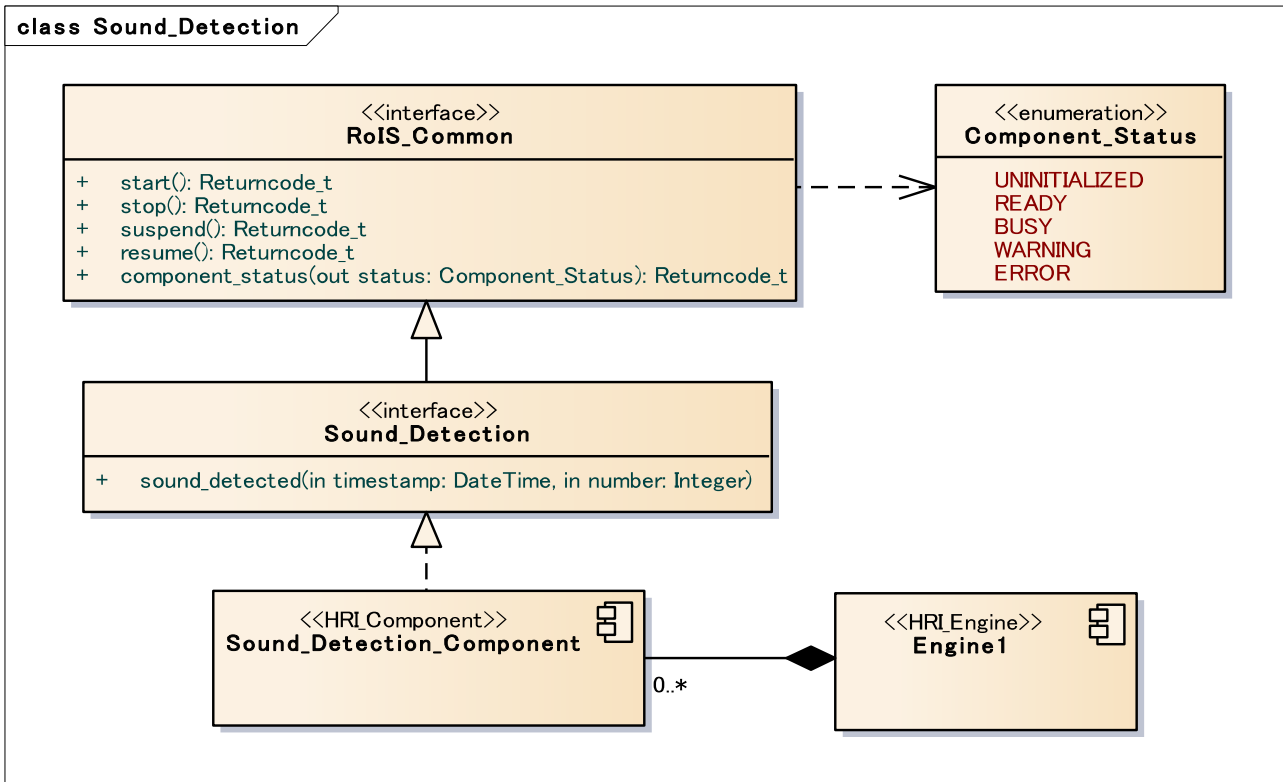 class Sound_Detection
<<interface>>
RoIS_Common
+ start(): Returncode_t
+ stop(): Returncode_t
+ suspend(): Returncode_t
+ resume(): Returncode_t
+ component_status(out status: Component_Status): Returncode_t
<<enumeration>>
Component_Status
UNINITIALIZED
READY
BUSY
WARNING
ERROR
<<interface>>
Sound_Detection
+ sound_detected(in timestamp: DateTime, in number: Integer)
<<HRI_Component>>
Sound_Detection_Component
0..*
<<HRI_Engine>>
Engine1